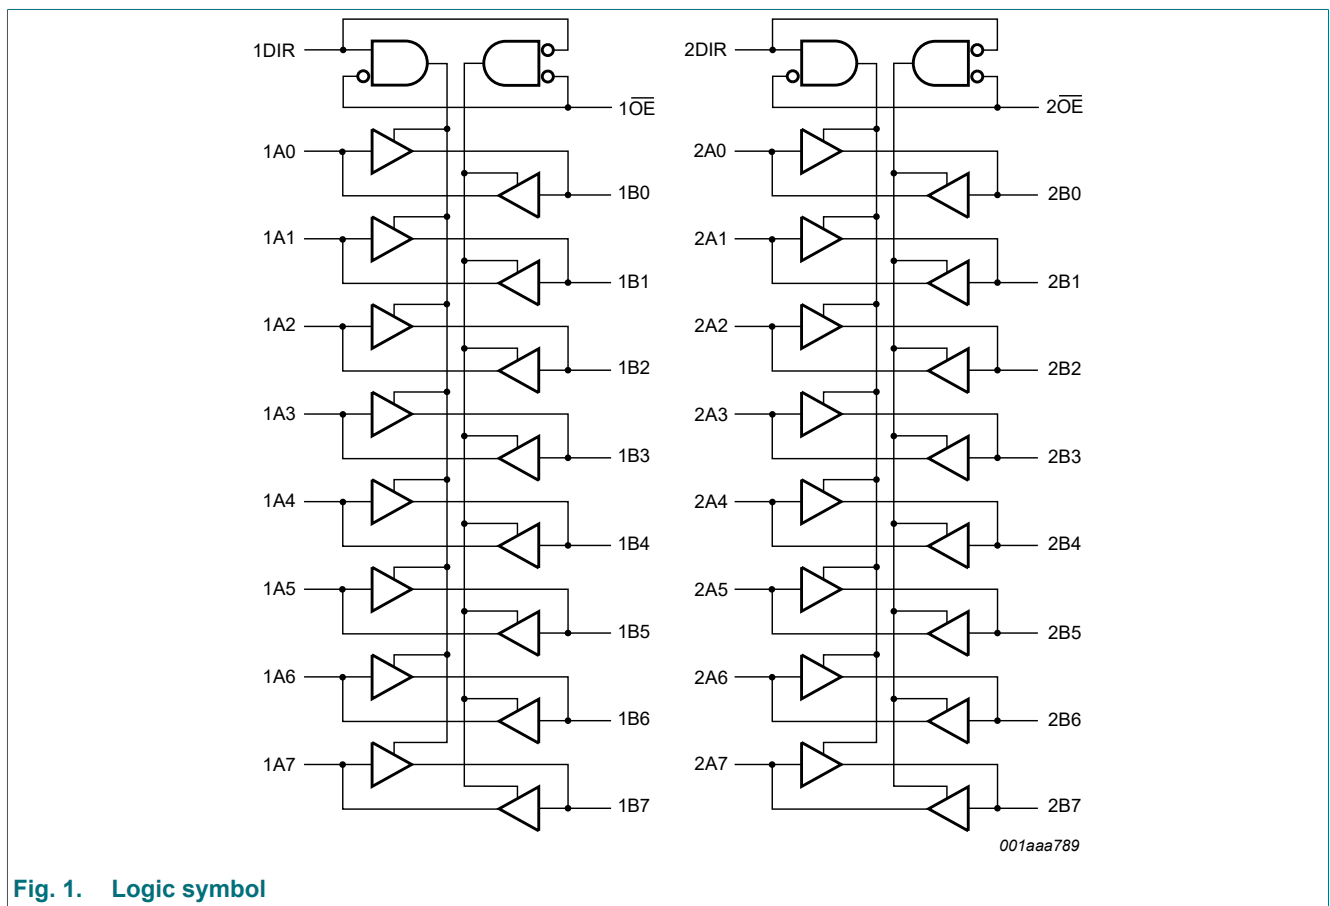 1DIR 2DIR
1O̅E̅ 2O̅E̅
1A0 2A0
1B0 2B0
1A1 2A1
1B1 2B1
1A2 2A2
1B2 2B2
1A3 2A3
1B3 2B3
1A4 2A4
1B4 2B4
1A5 2A5
1B5 2B5
1A6 2A6
1B6 2B6
1A7 2A7
1B7 2B7
001aaa789
Fig. 1. Logic symbol